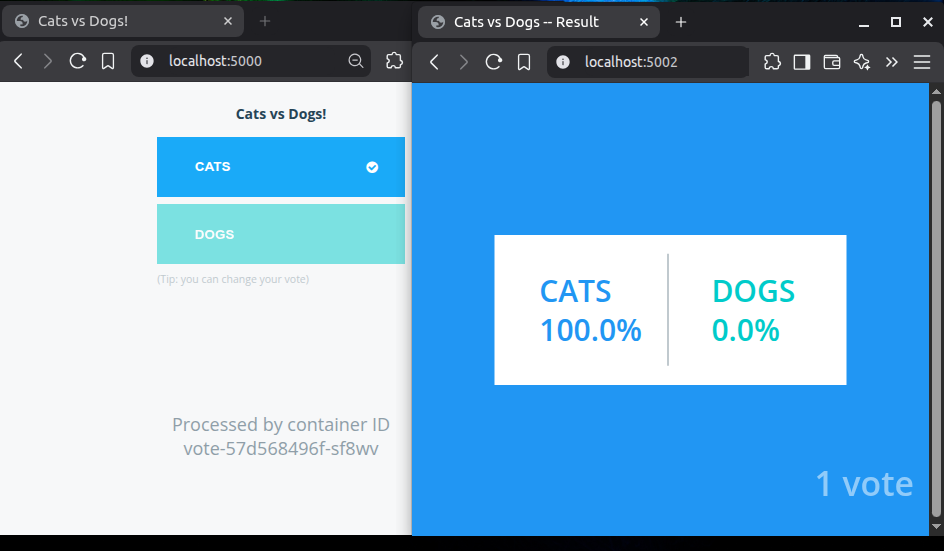 Cats vs Dogs!
localhost:5000
Cats vs Dogs!
CATS
DOGS
(Tip: you can change your vote)
Processed by container ID
vote-57d568496f-sf8wv
Cats vs Dogs -- Result
localhost:5002
CATS
100.0%
DOGS
0.0%
1 vote